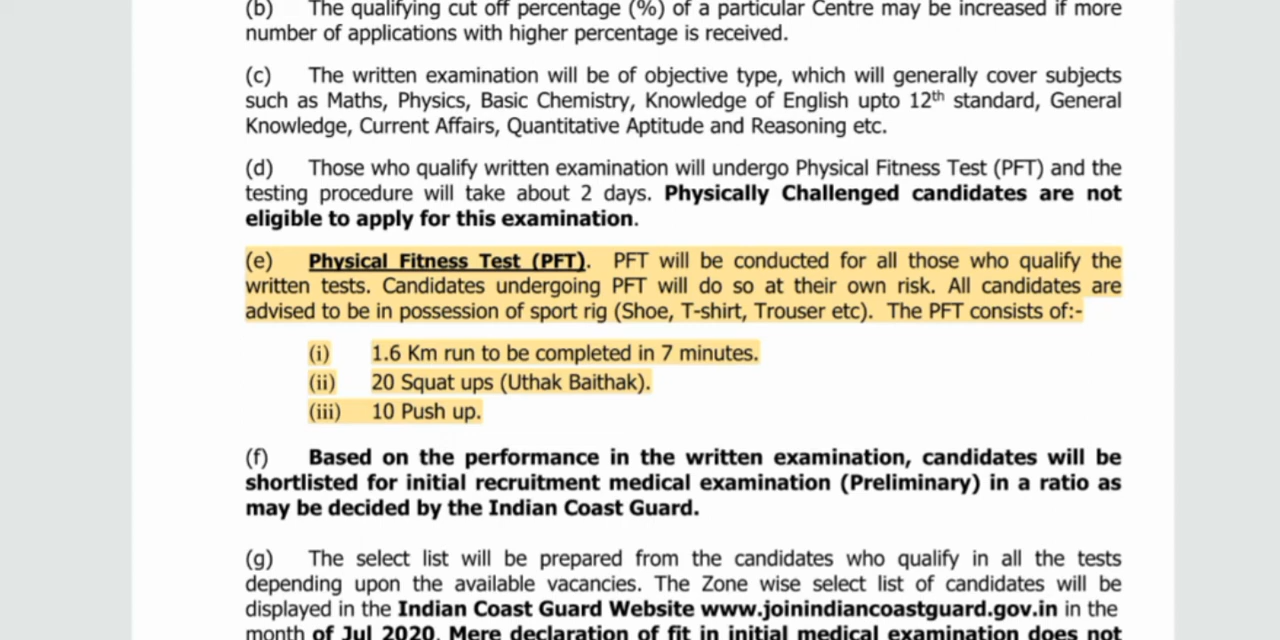 (b) The qualifying cut off percentage (%) of a particular Centre may be increased if more
number of applications with higher percentage is received.
(c) The written examination will be of objective type, which will generally cover subjects
such as Maths, Physics, Basic Chemistry, Knowledge of English upto 12th standard, General
Knowledge, Current Affairs, Quantitative Aptitude and Reasoning etc.
(d) Those who qualify written examination will undergo Physical Fitness Test (PFT) and the
testing procedure will take about 2 days. Physically Challenged candidates are not
eligible to apply for this examination.
(e) Physical Fitness Test (PFT). PFT will be conducted for all those who qualify the
written tests. Candidates undergoing PFT will do so at their own risk. All candidates are
advised to be in possession of sport rig (Shoe, T-shirt, Trouser etc). The PFT consists of:-
(i) 1.6 Km run to be completed in 7 minutes.
(ii) 20 Squat ups (Uthak Baithak).
(iii) 10 Push up.
(f) Based on the performance in the written examination, candidates will be
shortlisted for initial recruitment medical examination (Preliminary) in a ratio as
may be decided by the Indian Coast Guard.
(g) The select list will be prepared from the candidates who qualify in all the tests
depending upon the available vacancies. The Zone wise select list of candidates will be
displayed in the Indian Coast Guard Website www.joinindiancoastguard.gov.in in the
month of Jul 2020. Mere declaration of fit in initial medical examination does not